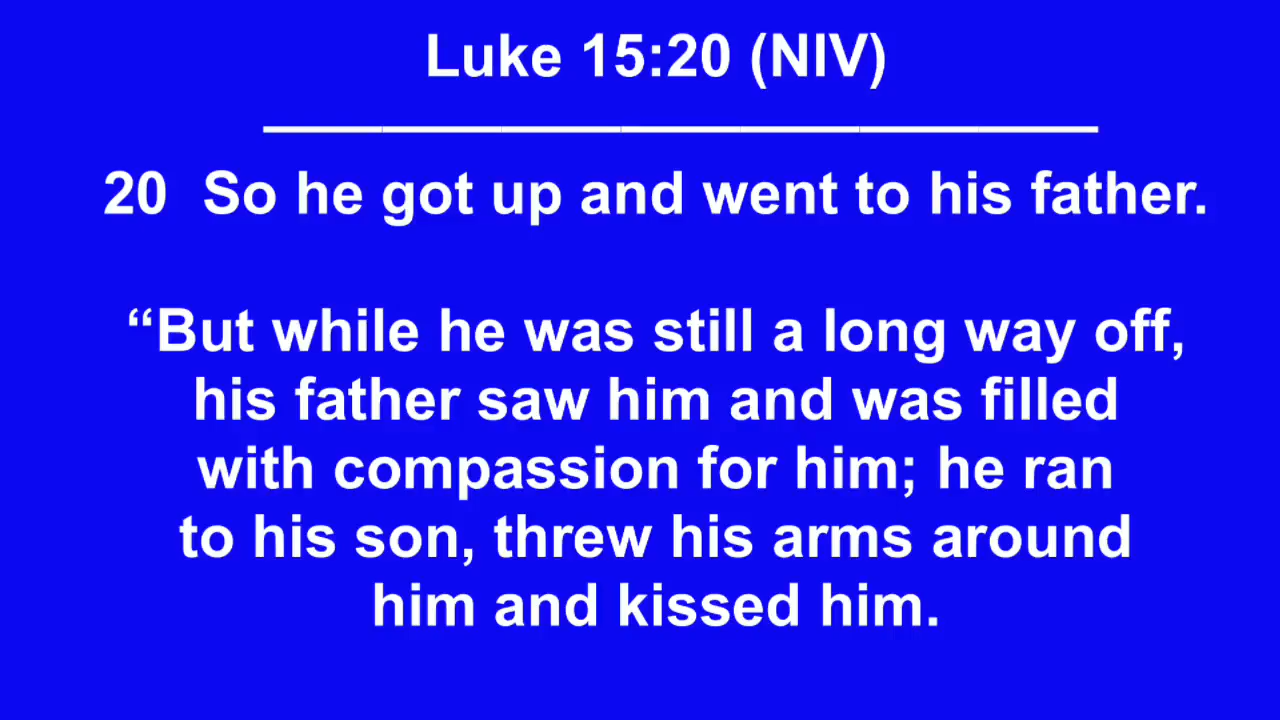 Luke 15:20 (NIV)
20 So he got up and went to his father.
“But while he was still a long way off,
his father saw him and was filled
with compassion for him; he ran
to his son, threw his arms around
him and kissed him.